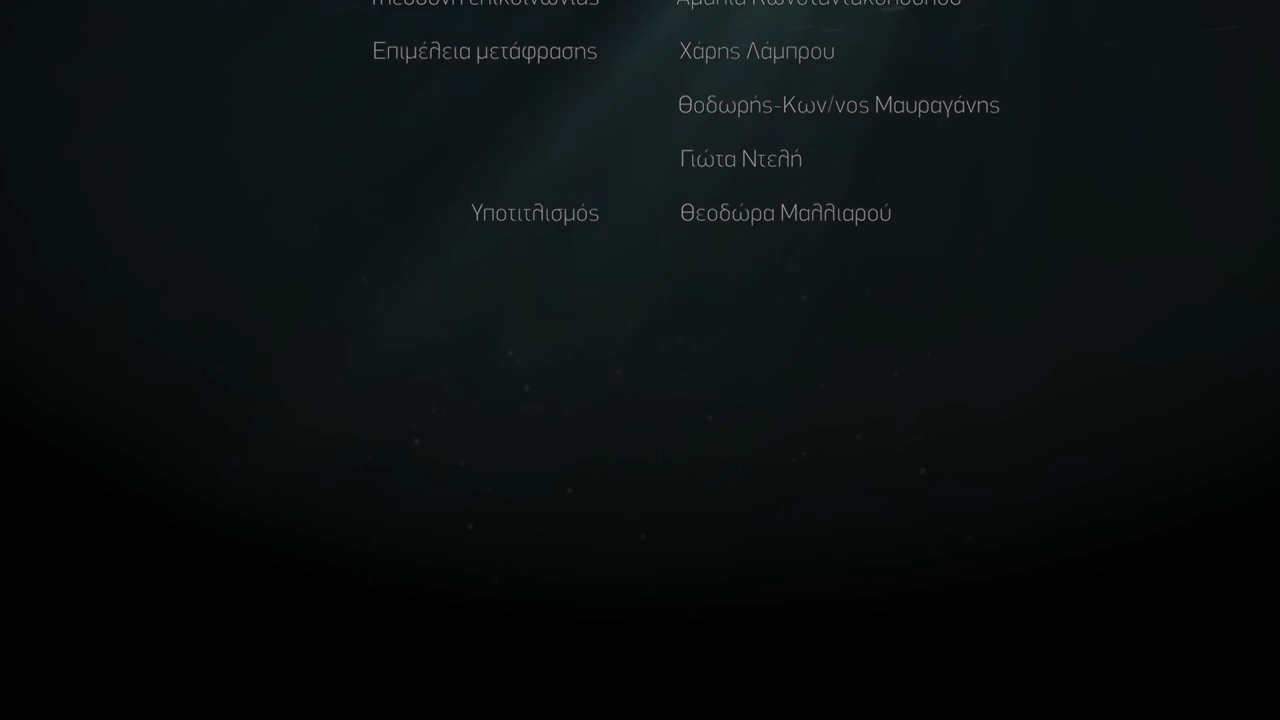 Επιμέλεια μετάφρασης Χάρης Λάμπρου
Θοδωρής-Κων/νος Μαυραγάνης
Γιώτα Ντελή
Υποτιτλισμός Θεοδώρα Μαλλιαρού